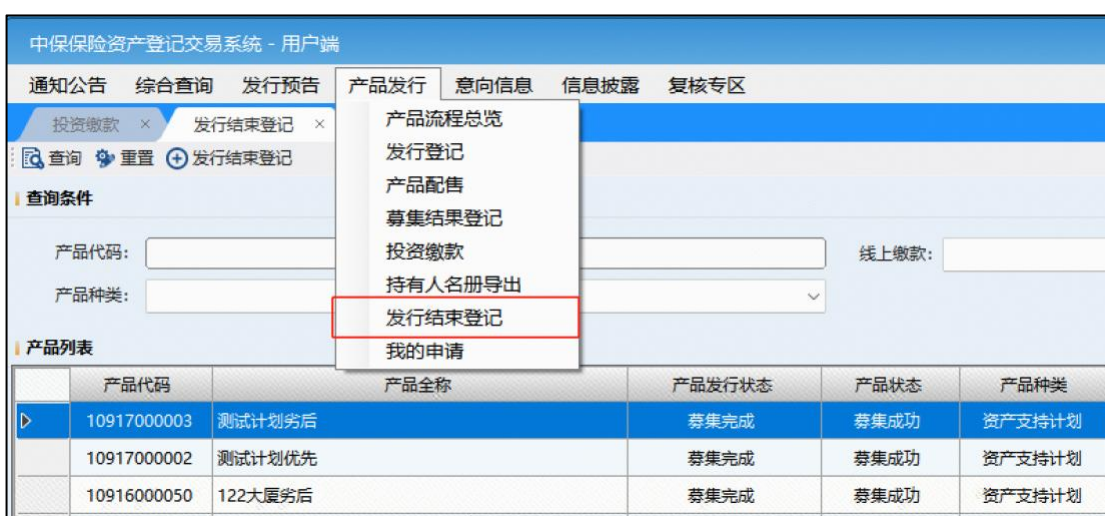 中保保险资产登记交易系统 - 用户端
通知公告 综合查询 发行预告 产品发行 意向信息 信息披露 复核专区
投资缴款 × 发行结束登记 ×
查询 重置 发行结束登记
产品流程总览
发行登记
产品配售
募集结果登记
投资缴款
持有人名册导出
发行结束登记
我的申请
查询条件
产品代码: 线上缴款:
产品种类:
产品列表
产品代码 产品全称 产品发行状态 产品状态 产品种类
10917000003 测试计划劣后 募集完成 募集成功 资产支持计划
10917000002 测试计划优先 募集完成 募集成功 资产支持计划
10916000050 122大厦劣后 募集完成 募集成功 资产支持计划